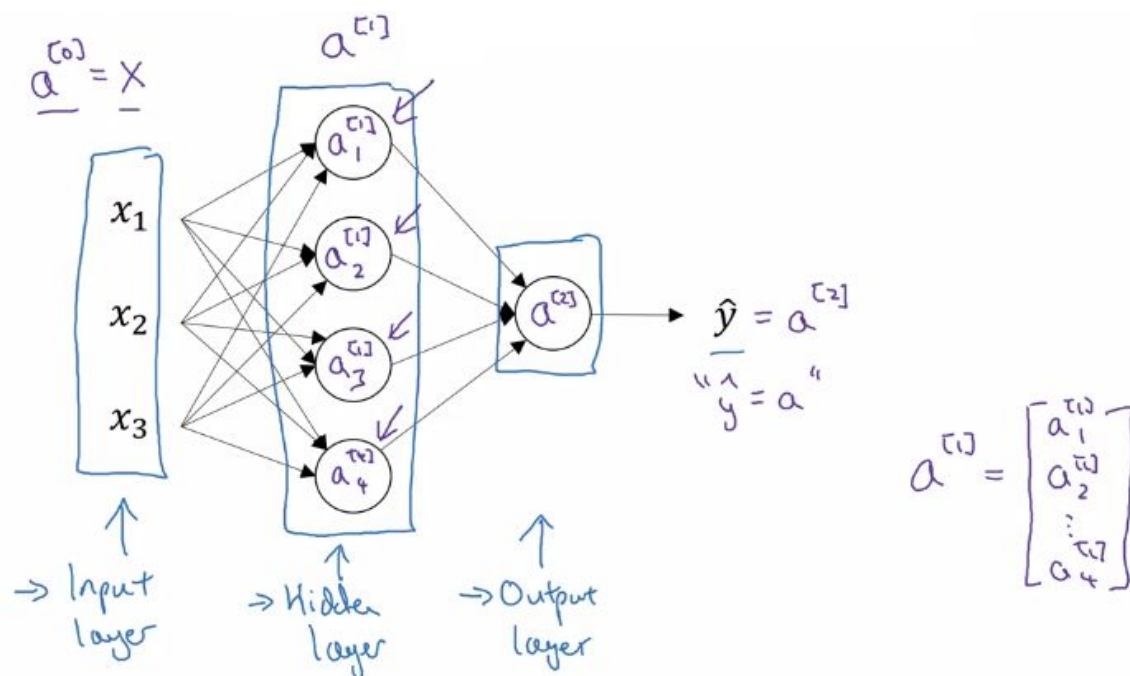 a^[0] = X
a^[1]
x₁
x₂
x₃
a₁^[1]
a₂^[1]
a₃^[1]
a₄^[4]
a^[2]
ŷ = a^[2]
"ŷ = a"
a^[1] = [a₁^[1]
a₂^[1]
⋮
a₄^[1]]
→ Input
layer
→ Hidden
layer
→ Output
layer